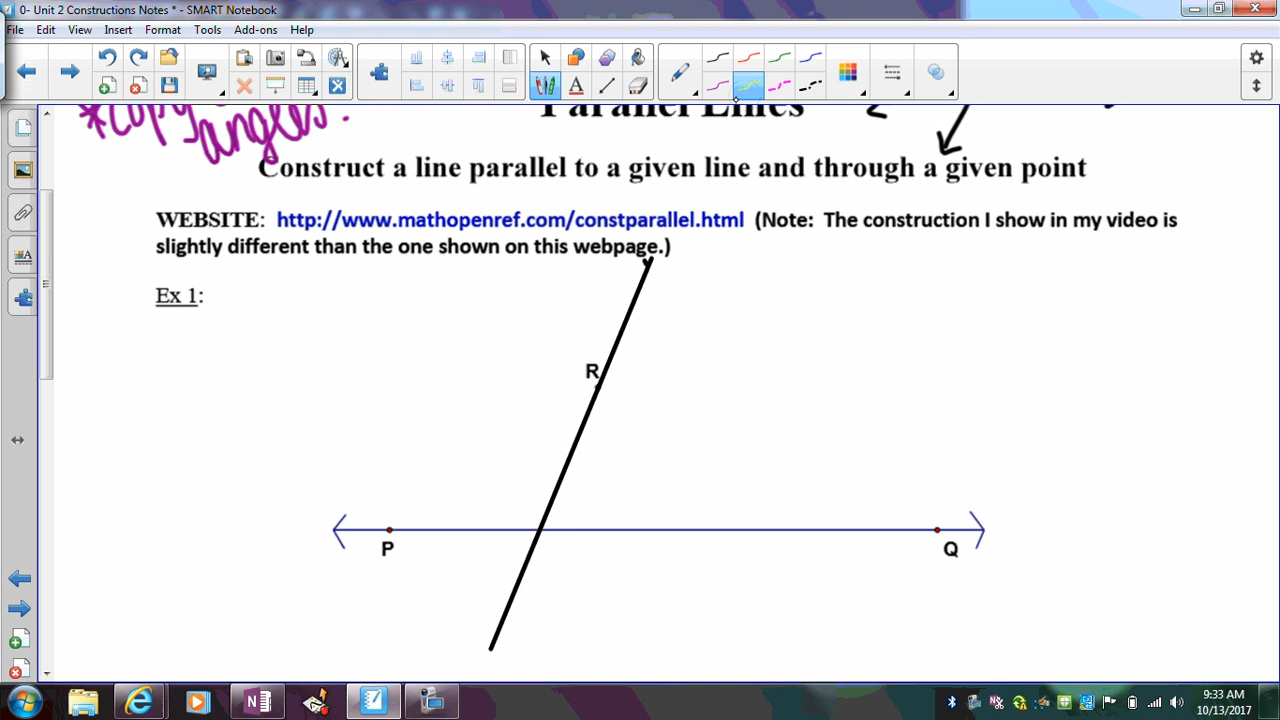 0- Unit 2 Constructions Notes * - SMART Notebook
File Edit View Insert Format Tools Help
*copy
angles.
Parallel Lines
Construct a line parallel to a given line and through a given point
WEBSITE: http://www.mathopenref.com/constparallel.html (Note: The construction I show in my video is
slightly different than the one shown on this webpage.)
Ex 1:
R
P
Q
9:33 AM
10/13/2017